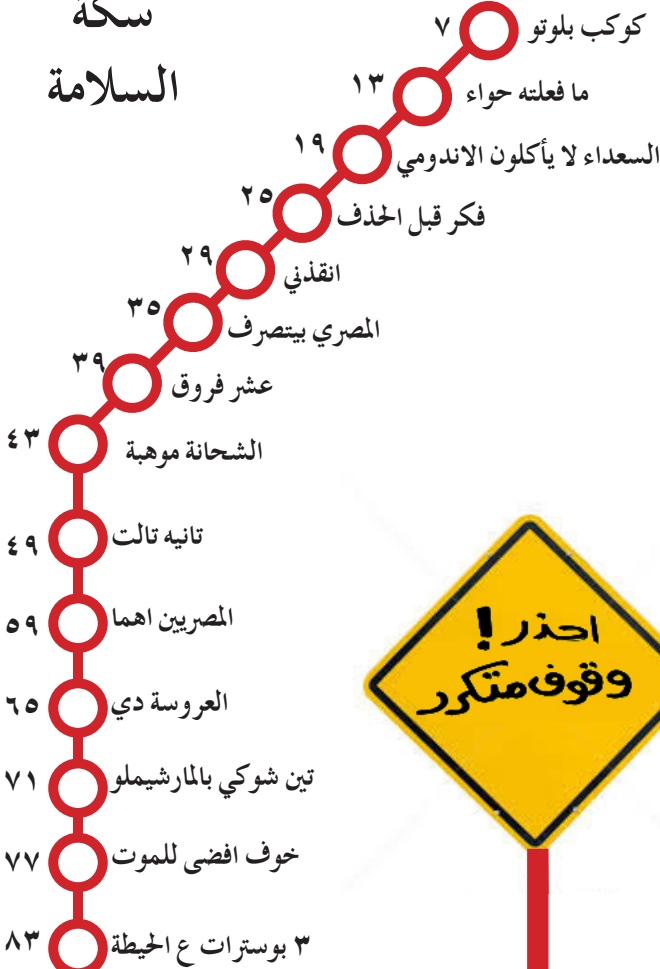 سكة
السلامة
كوكب بلوتو ٧
ما فعلته حواء ١٣
السعداء لا يأكلون الاندومي ١٩
فكر قبل الحذف ٢٥
انقذني ٢٩
المصري بيتصرف ٣٥
عشر فروق ٣٩
الشحانة موهبة ٤٣
تانيه تالت ٤٩
المصريين اهما ٥٩
العروسة دي ٦٥
تين شوكي بالمارشيملو ٧١
خوف افضى للموت ٧٧
٣ بوسترات ع الحيطة ٨٣
احذر!
وقوف متكرر